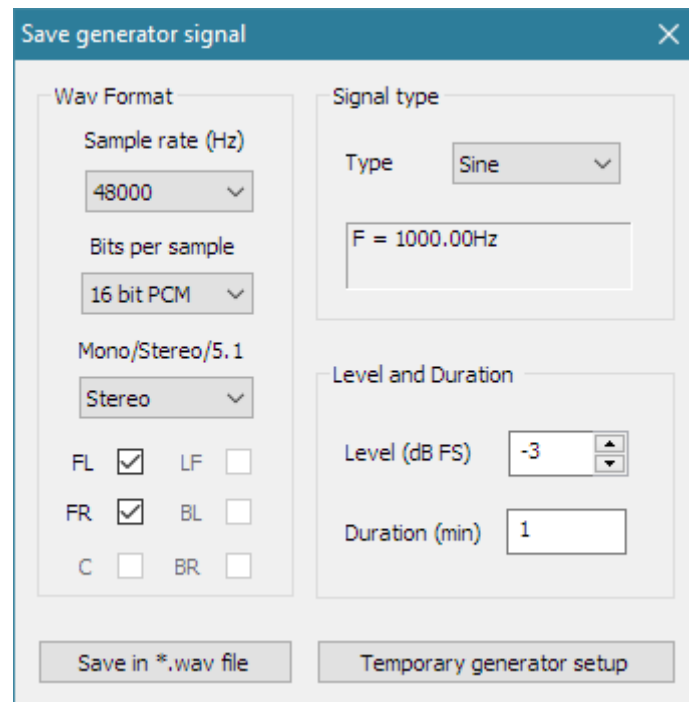 Save generator signal
Wav Format
Sample rate (Hz)
48000
Bits per sample
16 bit PCM
Mono/Stereo/5.1
Stereo
FL LF
FR BL
C BR
Signal type
Type Sine
F = 1000.00Hz
Level and Duration
Level (dB FS) -3
Duration (min) 1
Save in *.wav file
Temporary generator setup